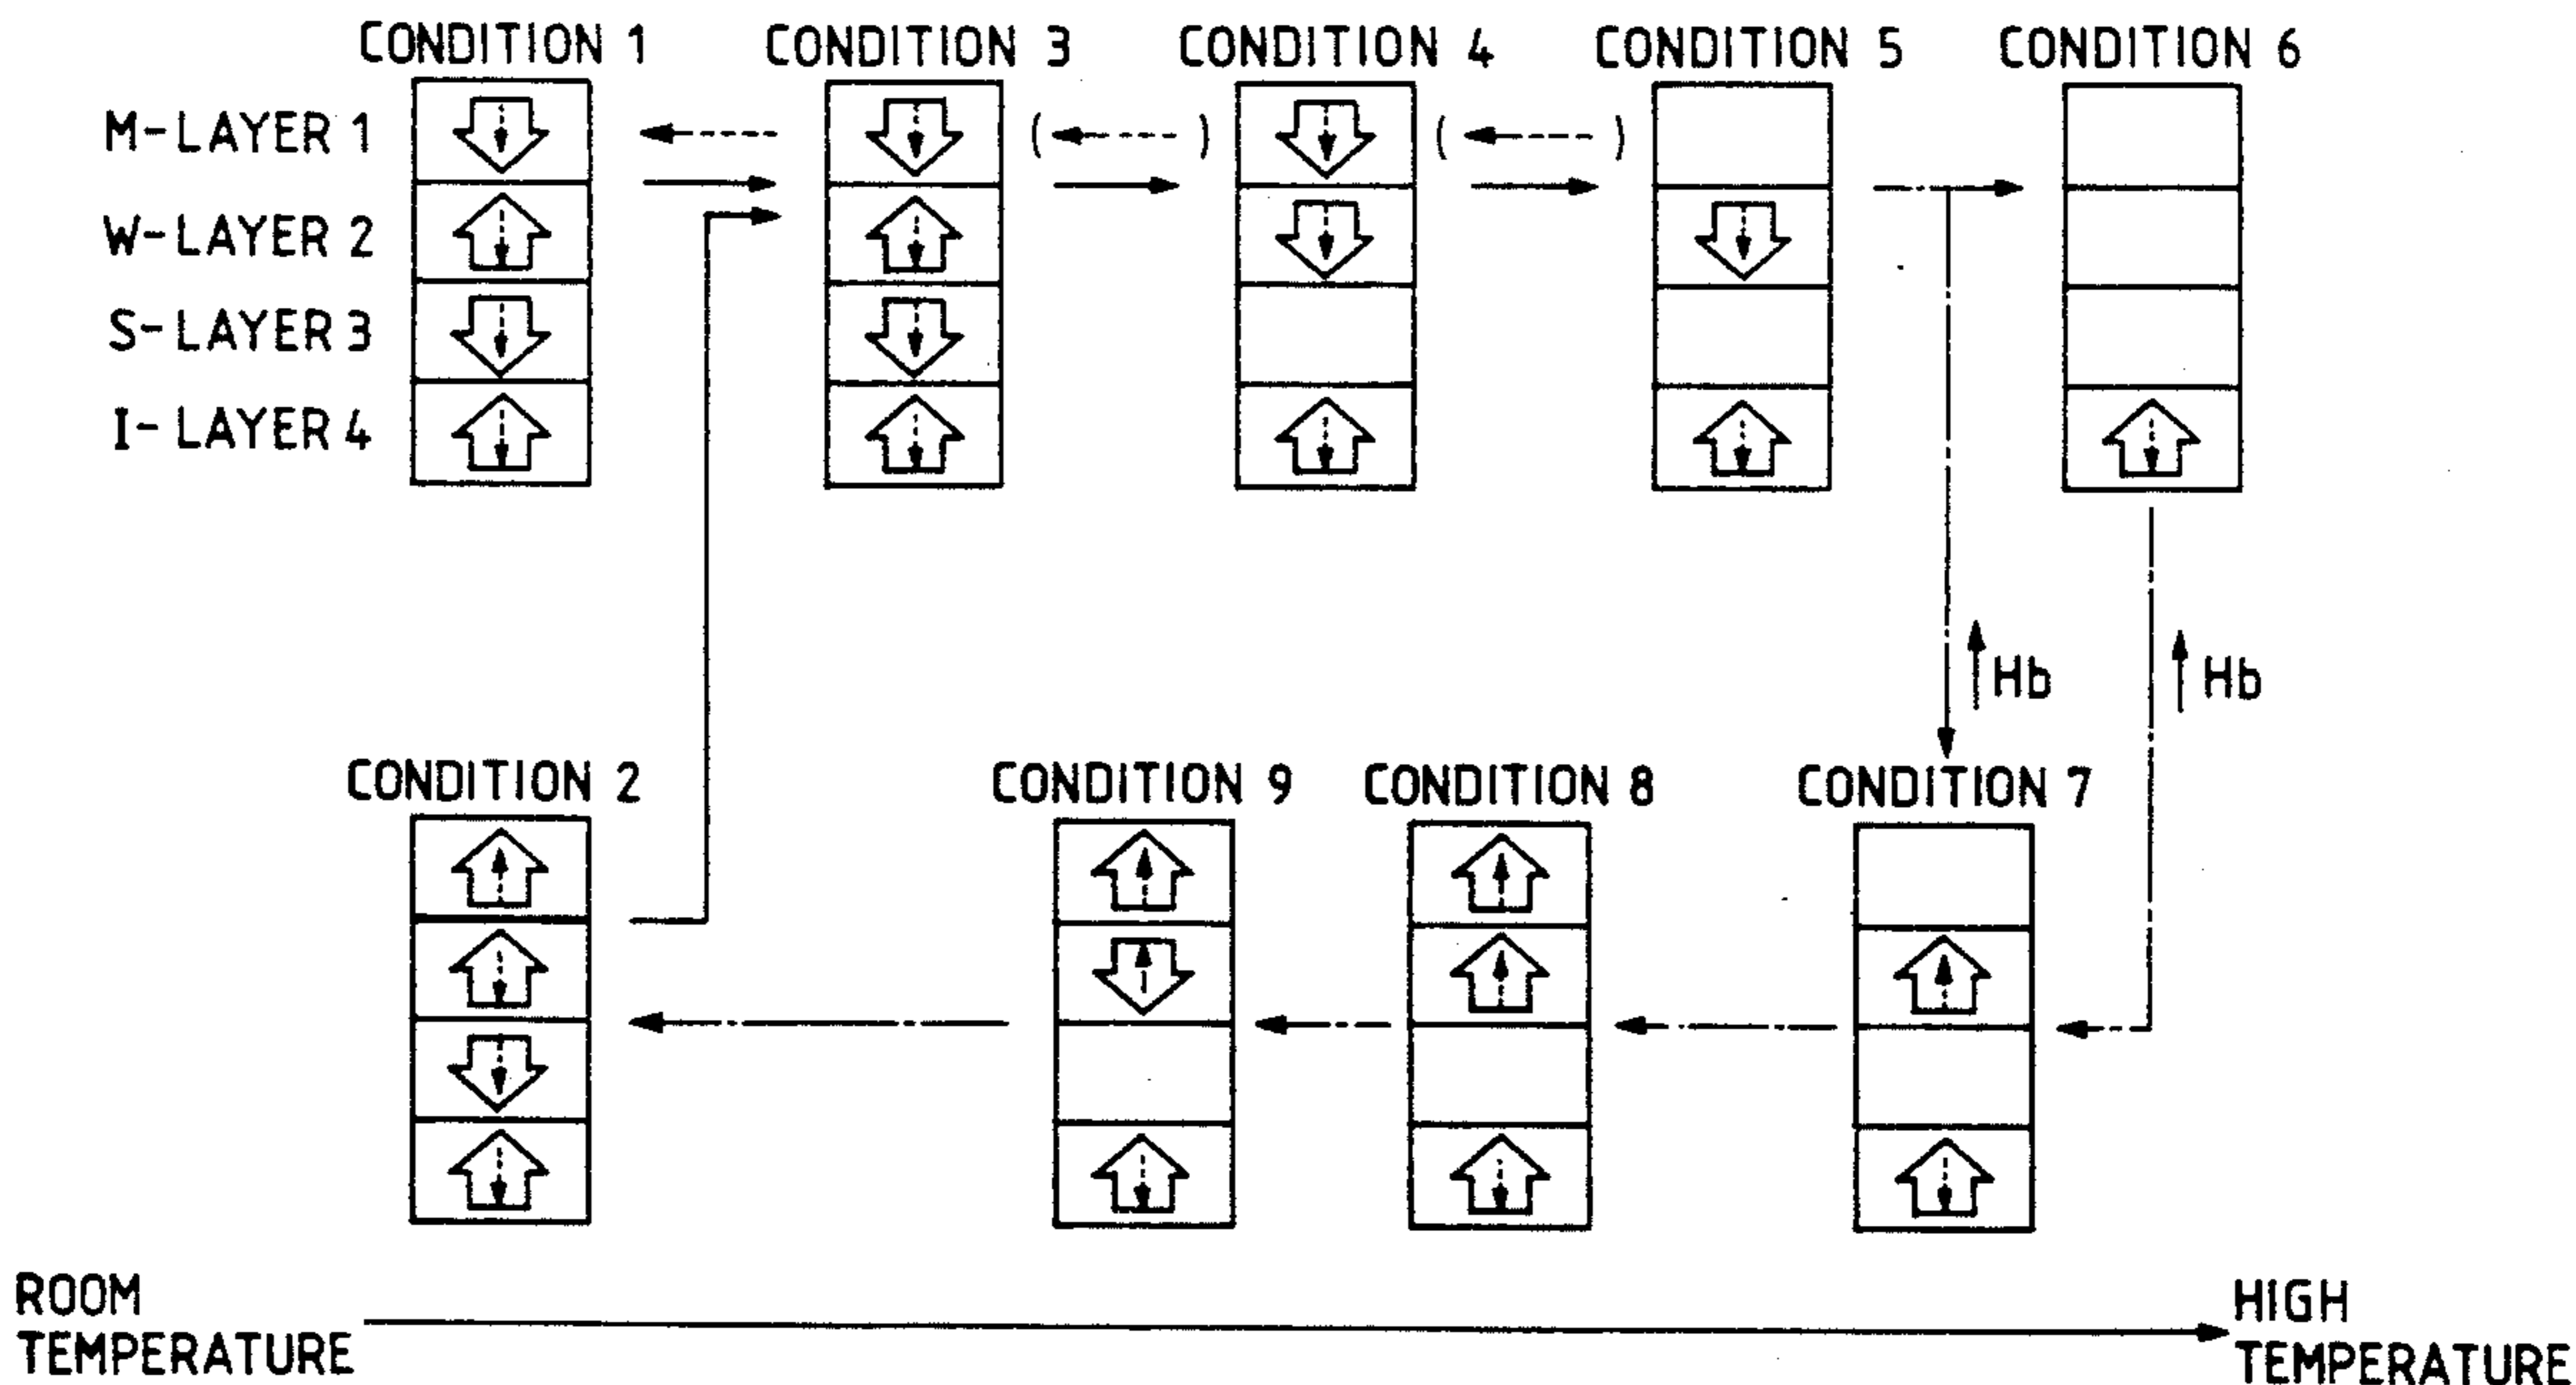 CONDITION 1
CONDITION 3
CONDITION 4
CONDITION 5
CONDITION 6
M-LAYER 1
W-LAYER 2
S-LAYER 3
I-LAYER 4
Hb
Hb
CONDITION 2
CONDITION 9
CONDITION 8
CONDITION 7
ROOM
TEMPERATURE
HIGH
TEMPERATURE